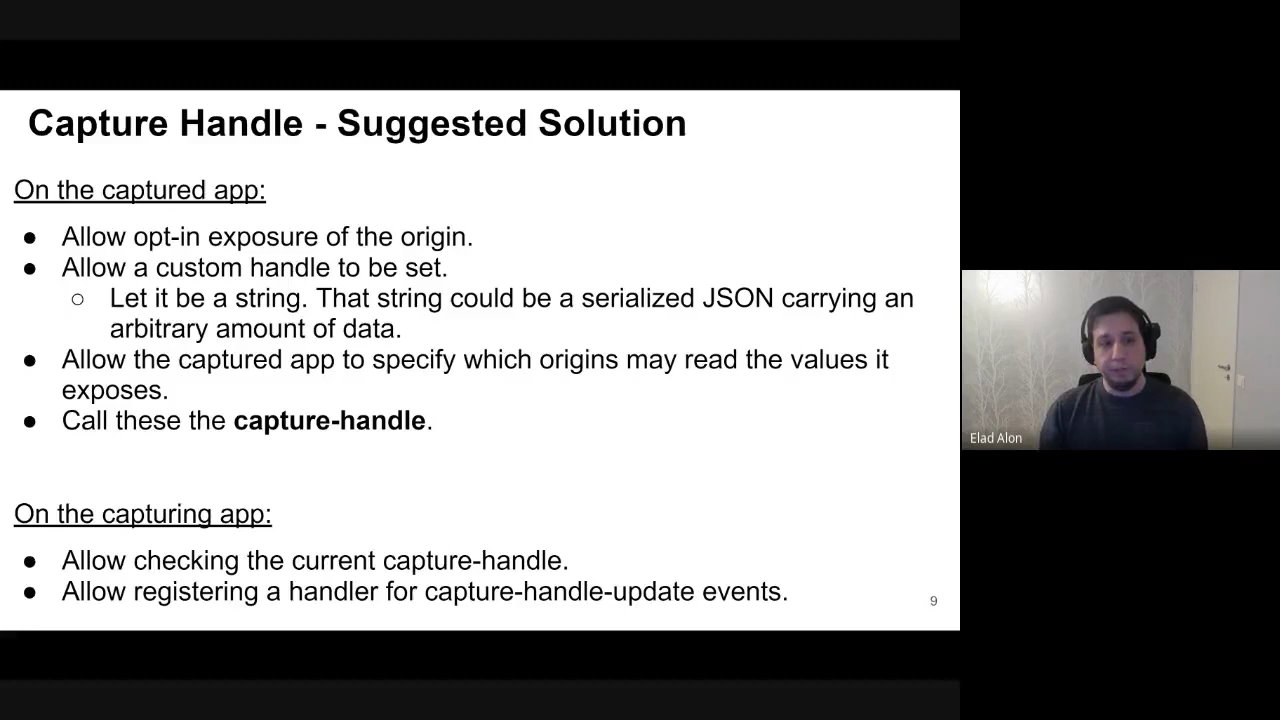 Capture Handle - Suggested Solution
On the captured app:
● Allow opt-in exposure of the origin.
● Allow a custom handle to be set.
○ Let it be a string. That string could be a serialized JSON carrying an
arbitrary amount of data.
● Allow the captured app to specify which origins may read the values it
exposes.
● Call these the capture-handle.
On the capturing app:
● Allow checking the current capture-handle.
● Allow registering a handler for capture-handle-update events.
9
Elad Alon